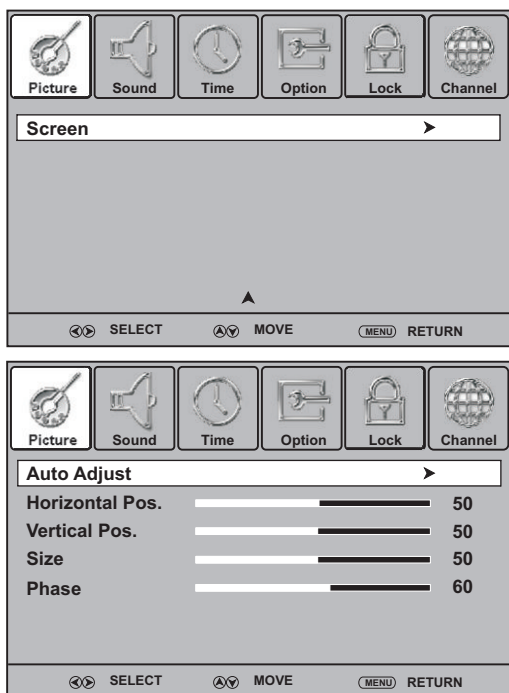 Picture Sound Time Option Lock Channel
Screen
SELECT MOVE MENU RETURN
Picture Sound Time Option Lock Channel
Auto Adjust
Horizontal Pos. 50
Vertical Pos. 50
Size 50
Phase 60
SELECT MOVE MENU RETURN